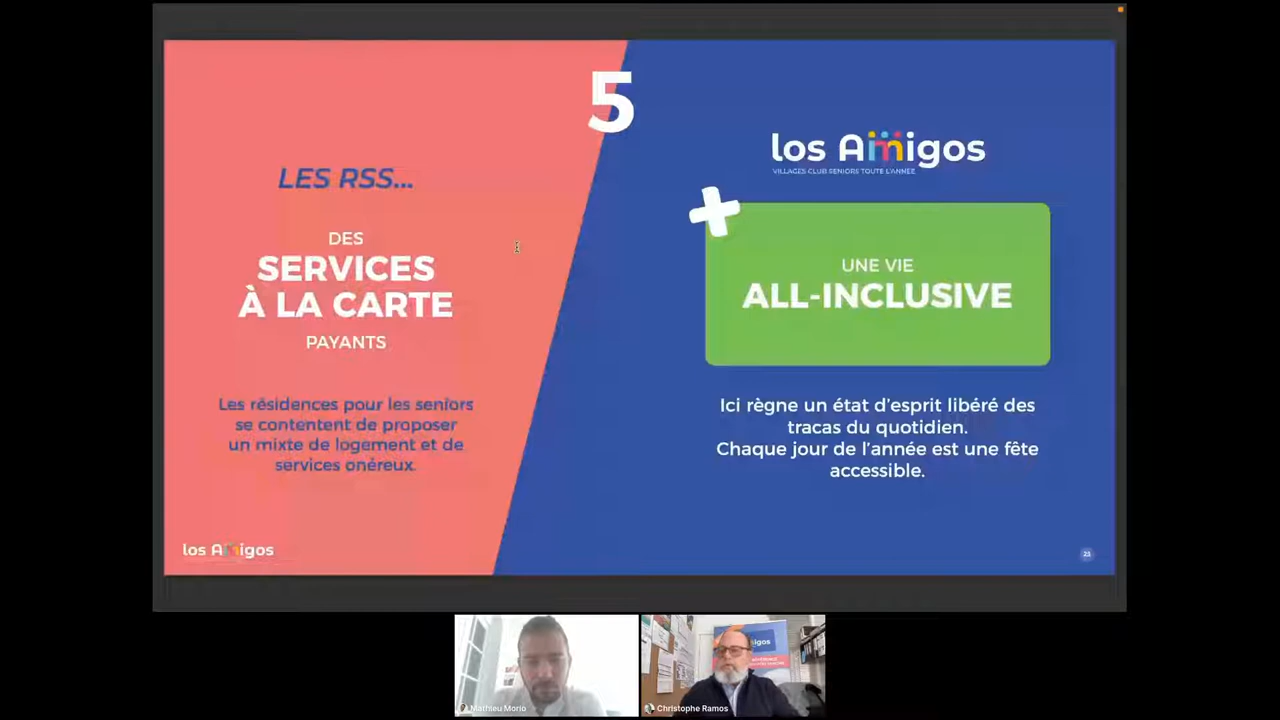 5
LES RSS...
DES
SERVICES
À LA CARTE
PAYANTS
Les résidences pour les seniors
se contentent de proposer
un mixte de logement et de
services onéreux.
los Amigos
los Amigos
VILLAGES CLUB SENIORS TOUTE L'ANNÉE
UNE VIE
ALL-INCLUSIVE
Ici règne un état d'esprit libéré des
tracas du quotidien.
Chaque jour de l'année est une fête
accessible.
Mathieu Morio
Christophe Ramos